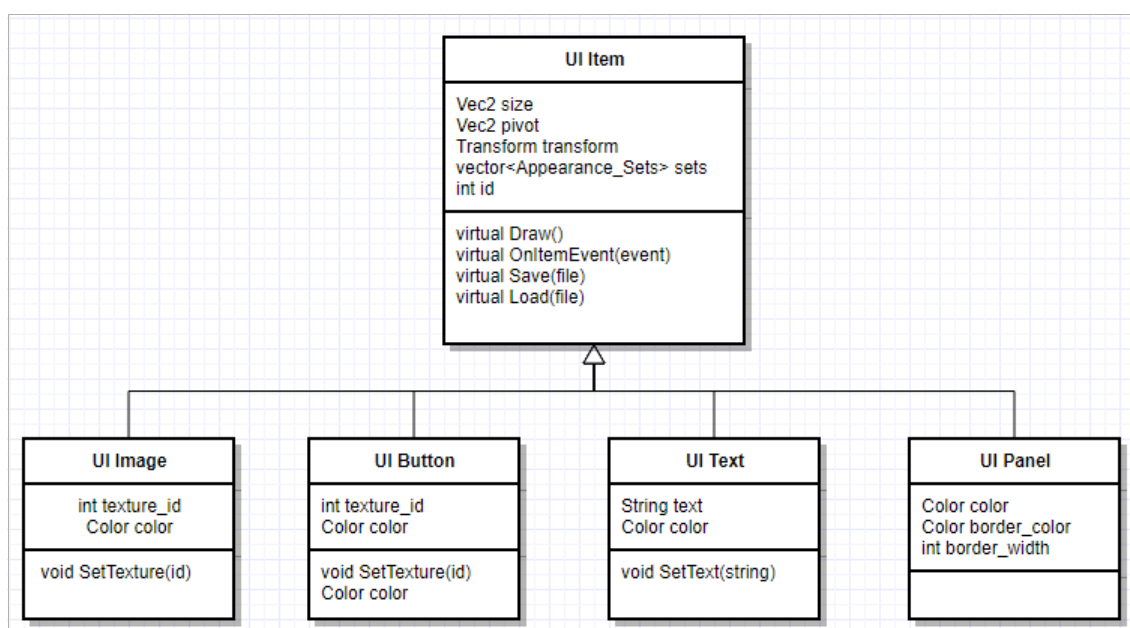 UI Item
Vec2 size
Vec2 pivot
Transform transform
vector<Appearance_Sets> sets
int id
virtual Draw()
virtual OnItemEvent(event)
virtual Save(file)
virtual Load(file)
UI Image
int texture_id
Color color
void SetTexture(id)
UI Button
int texture_id
Color color
void SetTexture(id)
Color color
UI Text
String text
Color color
void SetText(string)
UI Panel
Color color
Color border_color
int border_width